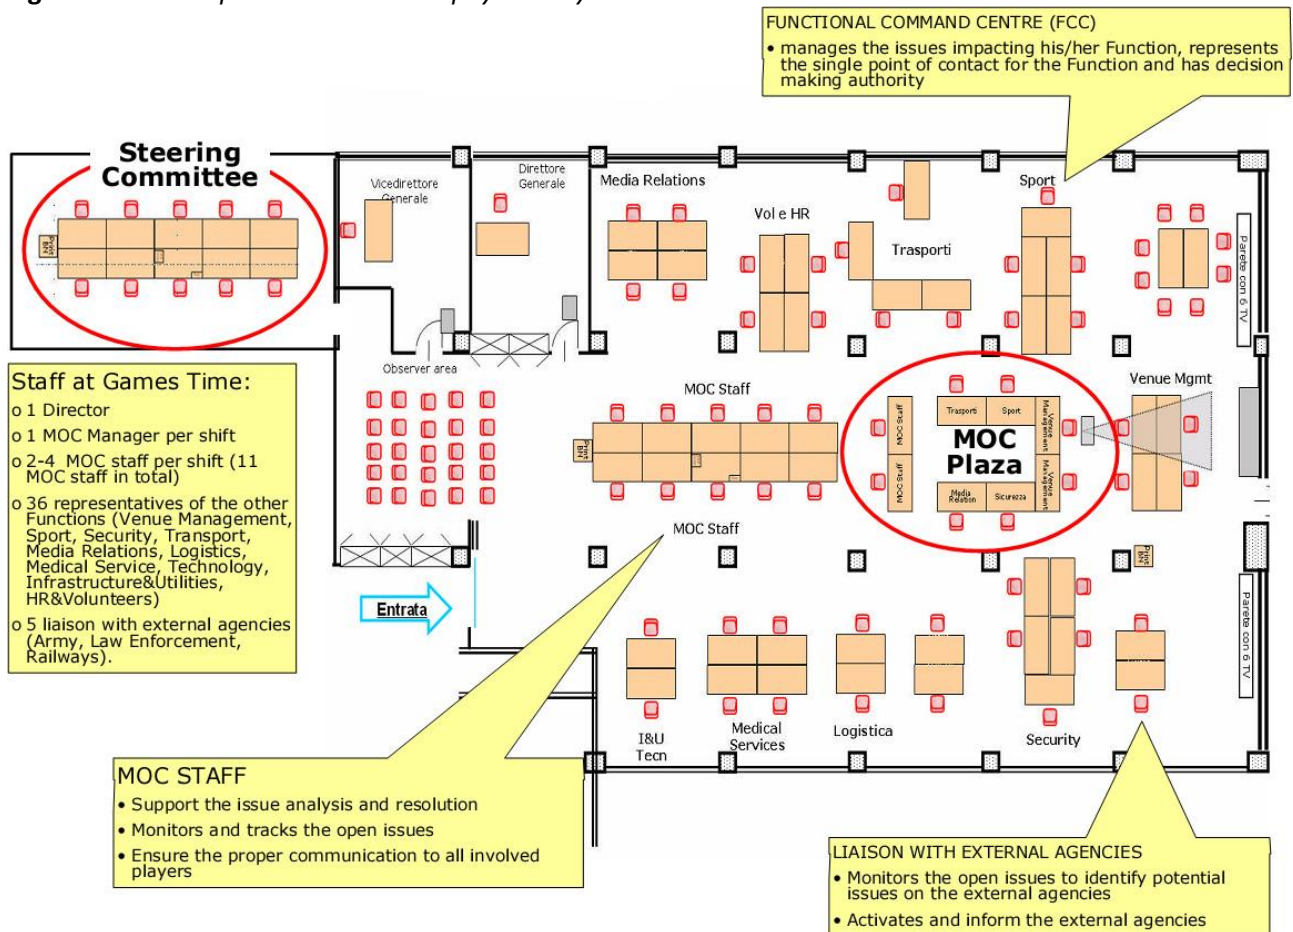 FUNCTIONAL COMMAND CENTRE (FCC)
• manages the issues impacting his/her Function, represents
the single point of contact for the Function and has decision
making authority
Steering
Committee
Vicedirettore
Generale
Direttore
Generale
Media Relations
Vol e HR
Trasporti
Sport
Parete con 6 TV
Print
BN
Observer area
Staff at Games Time:
o 1 Director
o 1 MOC Manager per shift
o 2-4 MOC staff per shift (11
MOC staff in total)
o 36 representatives of the other
Functions (Venue Management,
Sport, Security, Transport,
Media Relations, Logistics,
Medical Service, Technology,
Infrastructure&Utilities,
HR&Volunteers)
o 5 liaison with external agencies
(Army, Law Enforcement,
Railways).
MOC Staff
Print
BN
MOC Staff
MOC Staff
MOC Staff
Trasporti
Sport
Venue
Management
Venue
Management
MOC
Plaza
Media
Relation
Sicurezza
Venue Mgmt
Print
BN
Parete con 6 TV
Entrata
I&U
Tecn
Medical
Services
Logistica
Security
MOC STAFF
• Support the issue analysis and resolution
• Monitors and tracks the open issues
• Ensure the proper communication to all involved
players
LIAISON WITH EXTERNAL AGENCIES
• Monitors the open issues to identify potential
issues on the external agencies
• Activates and inform the external agencies